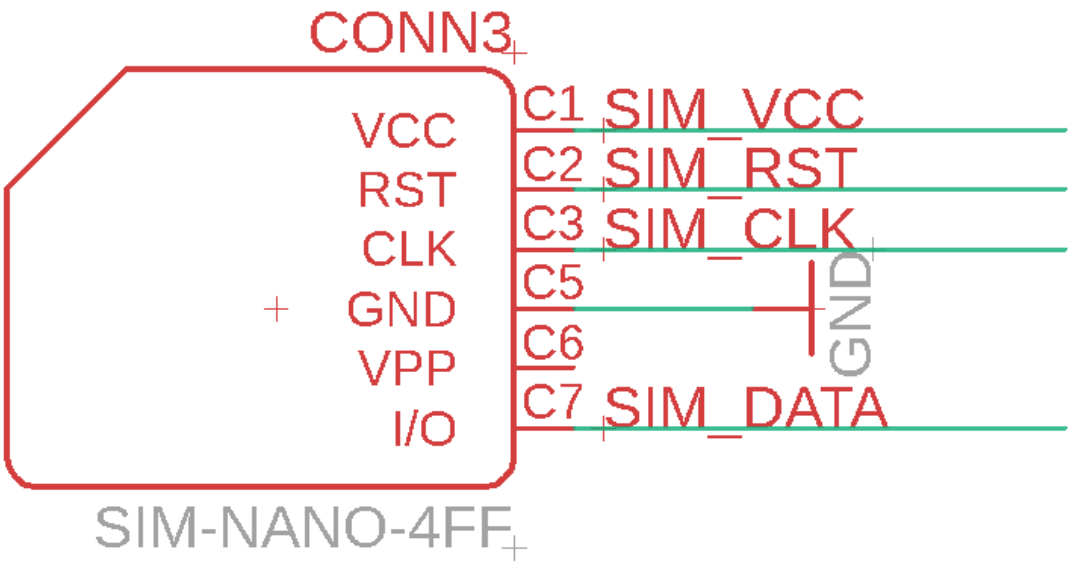 CONN3
VCC C1 SIM_VCC
RST C2 SIM_RST
CLK C3 SIM_CLK
GND C5 GND
VPP C6
I/O C7 SIM_DATA
SIM-NANO-4FF